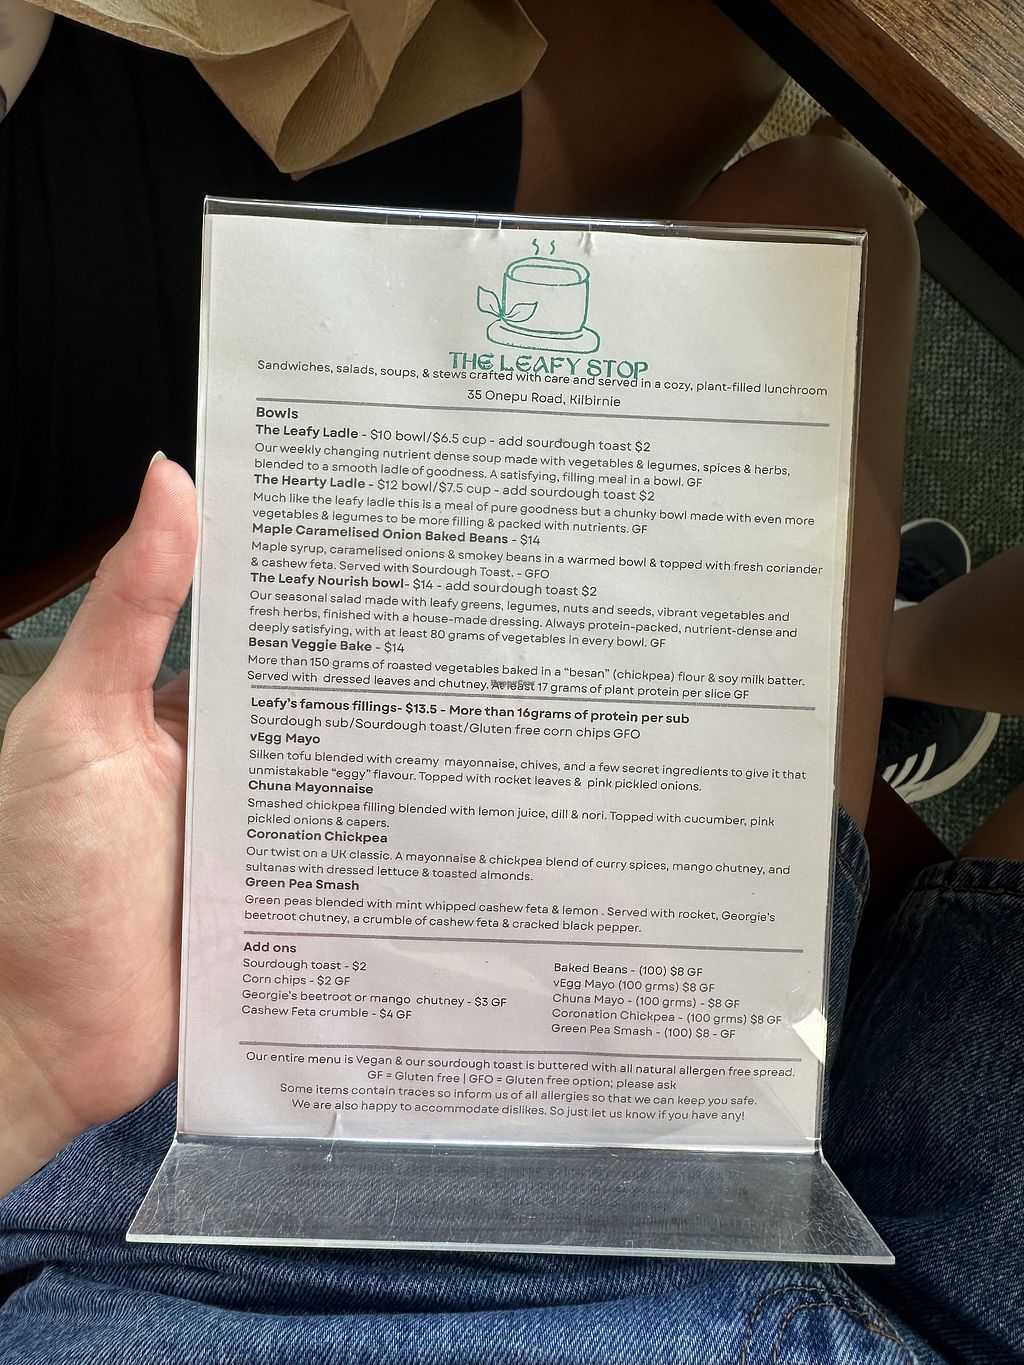 THE LEAFY STOP
Sandwiches, salads, soups, & stews crafted with care and served in a cozy, plant-filled lunchroom
35 Onepu Road, Kilbirnie
Bowls
The Leafy Ladle - $10 bowl/$6.5 cup - add sourdough toast $2
Our weekly changing nutrient dense soup made with vegetables & legumes, spices & herbs,
blended to a smooth ladle of goodness. A satisfying, filling meal in a bowl. GF
The Hearty Ladle - $12 bowl/$7.5 cup - add sourdough toast $2
Much like the leafy ladle this is a meal of pure goodness but a chunky bowl made with even more
vegetables & legumes to be more filling & packed with nutrients. GF
Maple Caramelised Onion Baked Beans - $14
Maple syrup, caramelised onions & smokey beans in a warmed bowl & topped with fresh coriander
& cashew feta. Served with Sourdough Toast. - GFO
The Leafy Nourish bowl- $14 - add sourdough toast $2
Our seasonal salad made with leafy greens, legumes, nuts and seeds, vibrant vegetables and
fresh herbs, finished with a house-made dressing. Always protein-packed, nutrient-dense and
deeply satisfying, with at least 80 grams of vegetables in every bowl. GF
Besan Veggie Bake - $14
More than 150 grams of roasted vegetables baked in a "besan" (chickpea) flour & soy milk batter.
Served with dressed leaves and chutney. At least 17 grams of plant protein per slice GF
Leafy's famous fillings- $13.5 - More than 16grams of protein per sub
Sourdough sub/Sourdough toast/Gluten free corn chips GFO
vEgg Mayo
Silken tofu blended with creamy mayonnaise, chives, and a few secret ingredients to give it that
unmistakable "eggy" flavour. Topped with rocket leaves & pink pickled onions.
Chuna Mayonnaise
Smashed chickpea filling blended with lemon juice, dill & nori. Topped with cucumber, pink
pickled onions & capers.
Coronation Chickpea
Our twist on a UK classic. A mayonnaise & chickpea blend of curry spices, mango chutney, and
sultanas with dressed lettuce & toasted almonds.
Green Pea Smash
Green peas blended with mint whipped cashew feta & lemon . Served with rocket, Georgie's
beetroot chutney, a crumble of cashew feta & cracked black pepper.
Add ons
Sourdough toast - $2
Corn chips - $2 GF
Georgie's beetroot or mango chutney - $3 GF
Cashew Feta crumble - $4 GF
Baked Beans - (100) $8 GF
vEgg Mayo (100 grms) $8 GF
Chuna Mayo - (100 grms) - $8 GF
Coronation Chickpea - (100 grms) $8 GF
Green Pea Smash - (100) $8 - GF
Our entire menu is Vegan & our sourdough toast is buttered with all natural allergen free spread.
GF = Gluten free | GFO = Gluten free option; please ask
Some items contain traces so inform us of all allergies so that we can keep you safe.
We are also happy to accommodate dislikes. So just let us know if you have any!